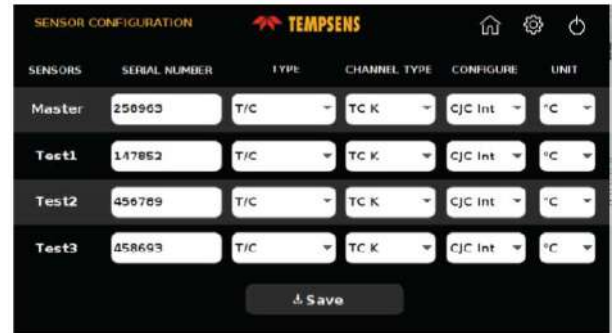 SENSOR CONFIGURATION TEMPSENS
SENSORS SERIAL NUMBER TYPE CHANNEL TYPE CONFIGURE UNIT
Master 258963 T/C TC K CJC Int °C
Test1 147852 T/C TC K CJC Int °C
Test2 456789 T/C TC K CJC Int °C
Test3 458693 T/C TC K CJC Int °C
Save